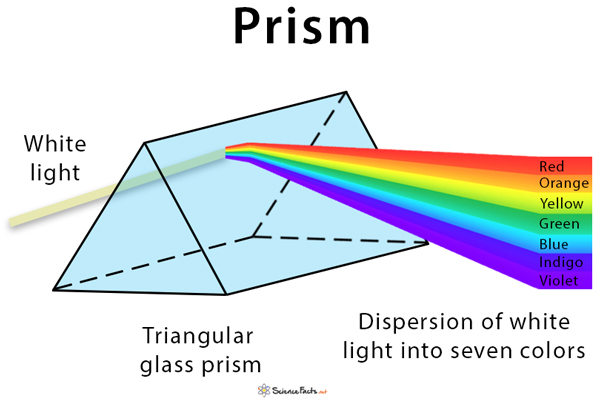 Prism
White
light
Red
Orange
Yellow
Green
Blue
Indigo
Violet
Triangular
glass prism
Dispersion of white
light into seven colors
ScienceFacts.net